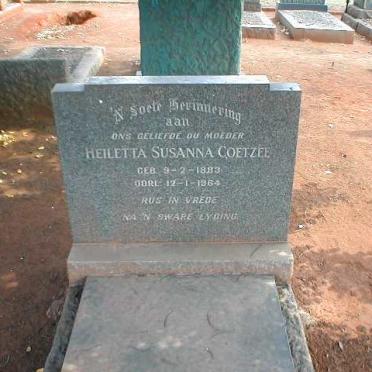 'N Soete Herinnering
aan
ONS GELIEFDE OU MOEDER
HEILETTA SUSANNA COETZEE
GEB. 9-2-1883
OORL. 12-1-1964
RUS IN VREDE
NA 'N SWARE LYDING